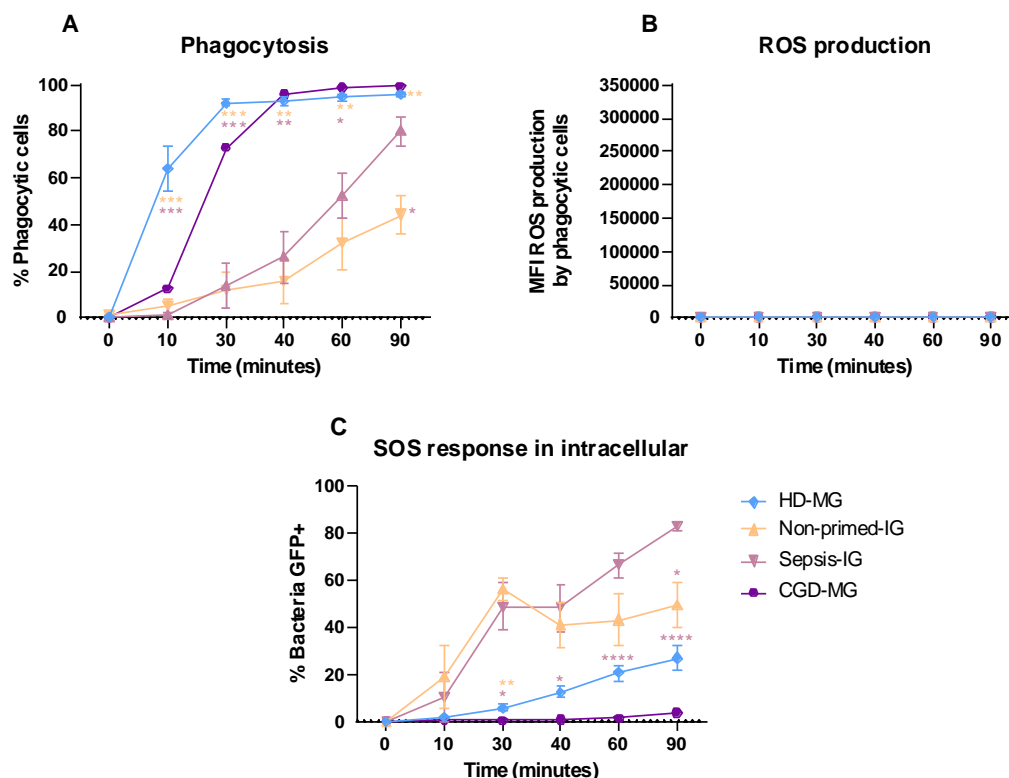 A
Phagocytosis
% Phagocytic cells
100
80
60
40
20
0
***
***
***
***
**
**
**
*
**
*
0 10 30 40 60 90
Time (minutes)
B
ROS production
MFI ROS production
by phagocytic cells
350000
300000
250000
200000
150000
100000
50000
0
0 10 30 40 60 90
Time (minutes)
C
SOS response in intracellular
% Bacteria GFP+
100
80
60
40
20
0
**
*
*
****
*
****
0 10 30 40 60 90
Time (minutes)
HD-MG
Non-primed-IG
Sepsis-IG
CGD-MG